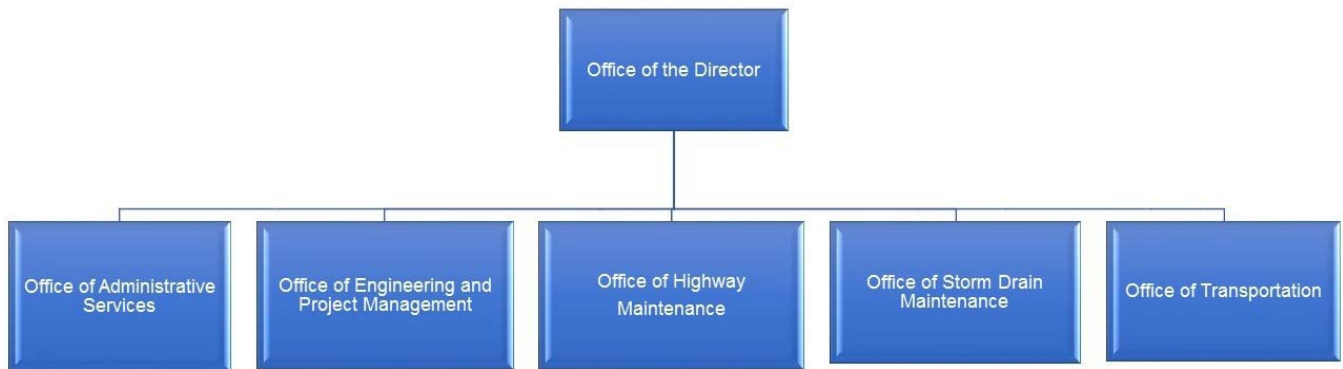 Office of the Director
Office of Administrative
Services
Office of Engineering and
Project Management
Office of Highway
Maintenance
Office of Storm Drain
Maintenance
Office of Transportation